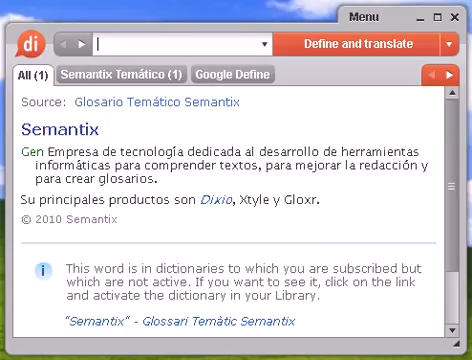 Menu
di
Define and translate
All (1)
Semantix Temático (1)
Google Define
Source: Glosario Temático Semantix
Semantix
Gen Empresa de tecnología dedicada al desarrollo de herramientas
informáticas para comprender textos, para mejorar la redacción y
para crear glosarios.
Su principales productos son Dixio, Xtyle y Gloxr.
© 2010 Semantix
i
This word is in dictionaries to which you are subscribed but
which are not active. If you want to see it, click on the link
and activate the dictionary in your Library.
"Semantix" - Glossari Temàtic Semantix